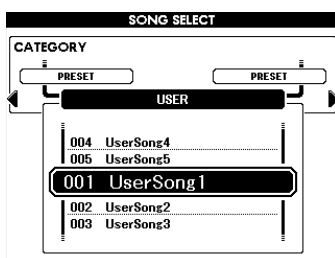 SONG SELECT
CATEGORY
PRESET PRESET
USER
004 UserSong4
005 UserSong5
001 UserSong1
002 UserSong2
003 UserSong3